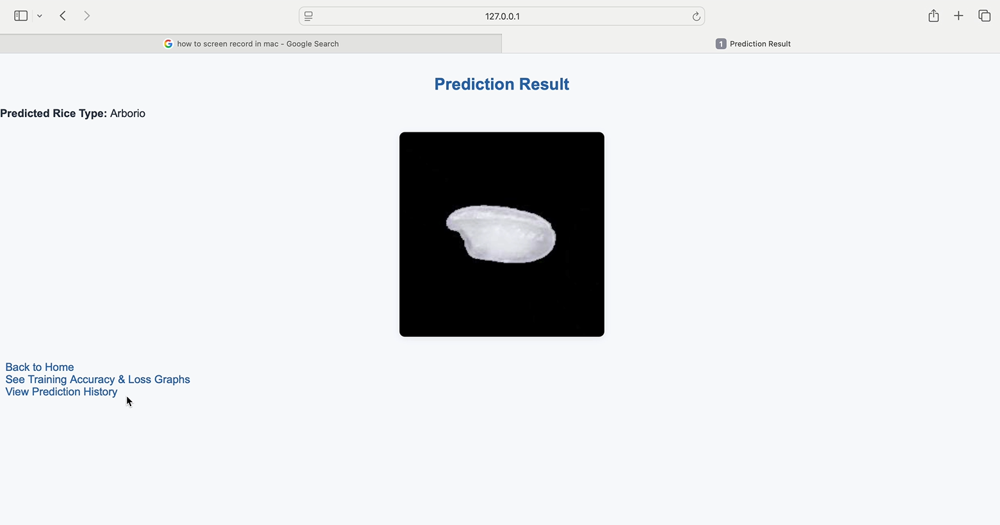 127.0.0.1
how to screen record in mac - Google Search
1 Prediction Result
Prediction Result
Predicted Rice Type: Arborio
Back to Home
See Training Accuracy & Loss Graphs
View Prediction History